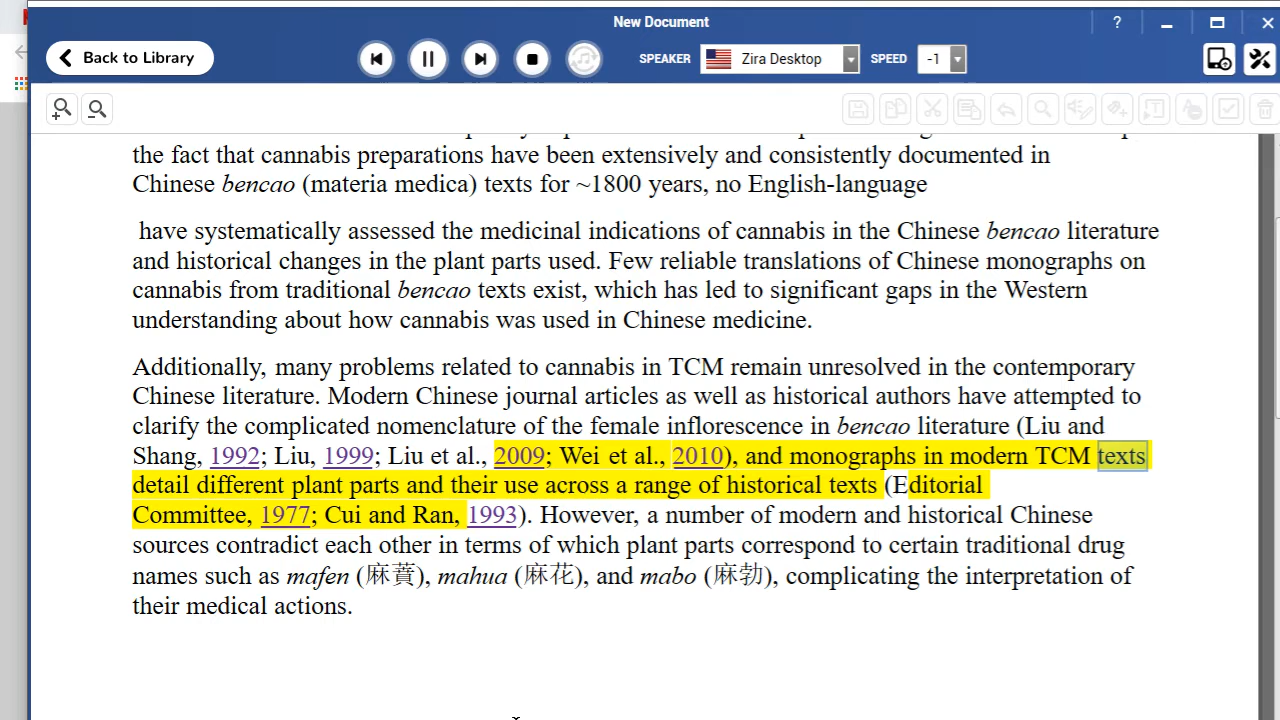 New Document
?
Back to Library
SPEAKER
Zira Desktop
SPEED
-1
the fact that cannabis preparations have been extensively and consistently documented in
Chinese bencao (materia medica) texts for ~1800 years, no English-language
have systematically assessed the medicinal indications of cannabis in the Chinese bencao literature
and historical changes in the plant parts used. Few reliable translations of Chinese monographs on
cannabis from traditional bencao texts exist, which has led to significant gaps in the Western
understanding about how cannabis was used in Chinese medicine.
Additionally, many problems related to cannabis in TCM remain unresolved in the contemporary
Chinese literature. Modern Chinese journal articles as well as historical authors have attempted to
clarify the complicated nomenclature of the female inflorescence in bencao literature (Liu and
Shang, 1992; Liu, 1999; Liu et al., 2009; Wei et al., 2010), and monographs in modern TCM texts
detail different plant parts and their use across a range of historical texts (Editorial
Committee, 1977; Cui and Ran, 1993). However, a number of modern and historical Chinese
sources contradict each other in terms of which plant parts correspond to certain traditional drug
names such as mafen (麻蕡), mahua (麻花), and mabo (麻勃), complicating the interpretation of
their medical actions.